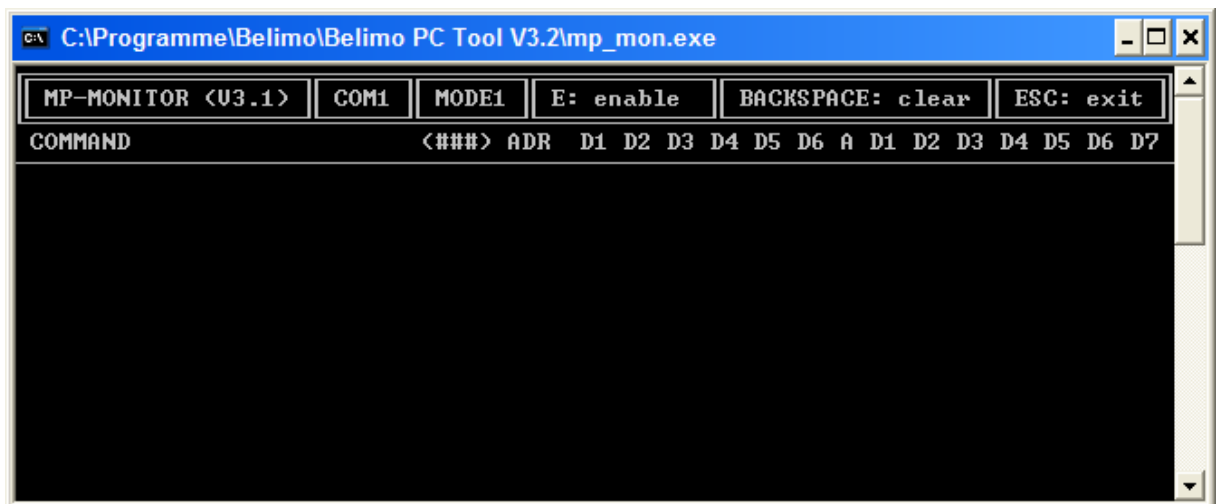 C:\Programme\Belimo\Belimo PC Tool V3.2\mp_mon.exe
MP-MONITOR (V3.1) COM1 MODE1 E: enable BACKSPACE: clear ESC: exit
COMMAND (###) ADR D1 D2 D3 D4 D5 D6 A D1 D2 D3 D4 D5 D6 D7